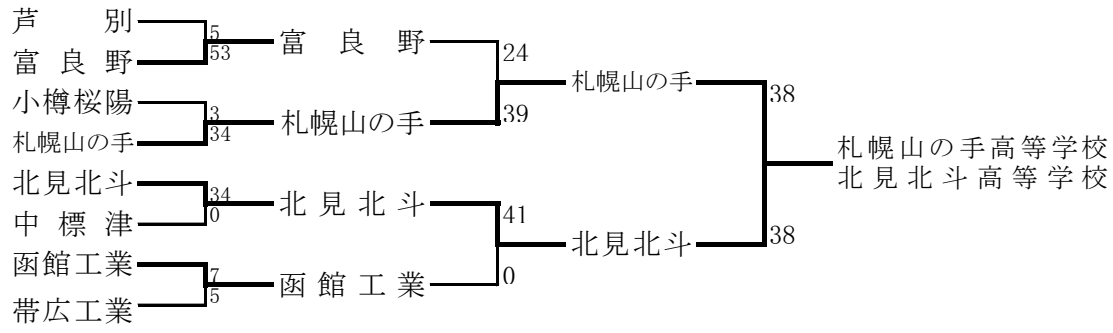 芦別
5
53
富良野
小樽桜陽
3
34
札幌山の手
北見北斗
34
0
中標津
函館工業
7
5
帯広工業
富良野
24
39
札幌山の手
北見北斗
41
0
函館工業
札幌山の手
38
38
北見北斗
札幌山の手高等学校
北見北斗高等学校